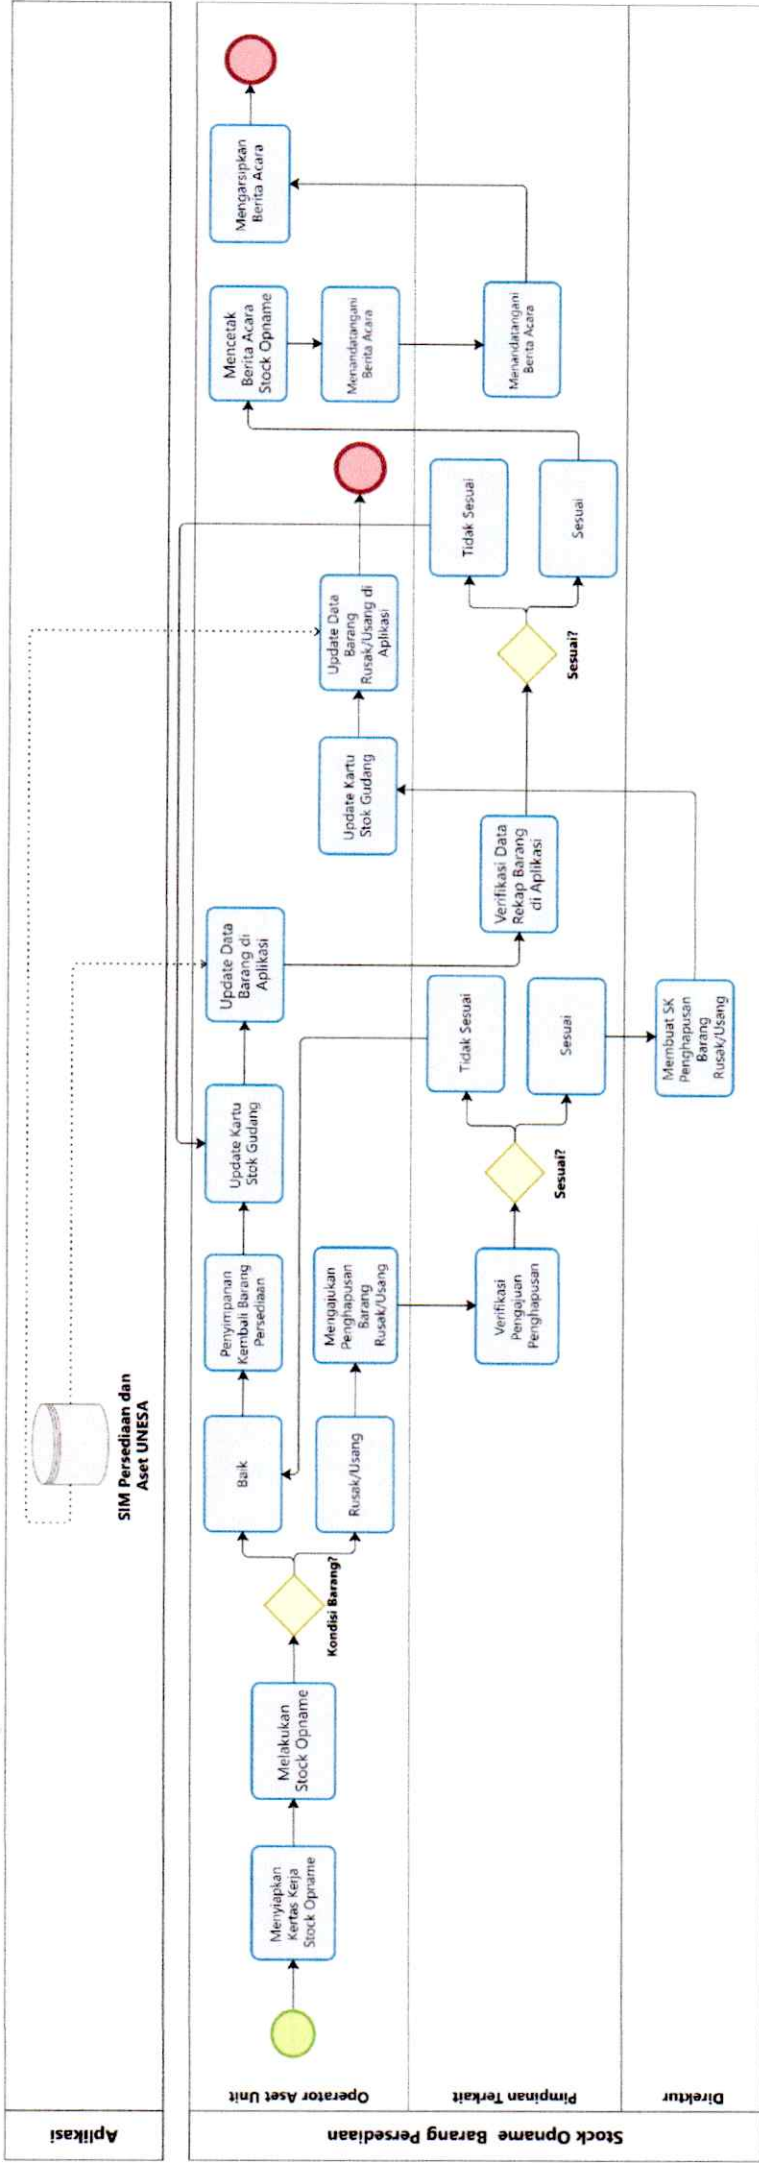 Aplikasi
SIM Persediaan dan
Aset UNESA
Stock Opname Barang Persediaan
Operator Aset Unit
Menyiapkan
Kertas Kerja
Stock Opname
Melakukan
Stock Opname
Kondisi Barang?
Baik
Rusak/Usang
Penyimpanan
Kembali Barang
Persediaan
Mengajukan
Penghapusan
Barang
Rusak/Usang
Update Kartu
Stok Gudang
Update Data
Barang di
Aplikasi
Update Kartu
Stok Gudang
Update Data
Barang
Rusak/Usang di
Aplikasi
Mencetak
Berita Acara
Stock Opname
Menandatangani
Berita Acara
Mengarsipkan
Berita Acara
Pimpinan Terkait
Verifikasi
Pengajuan
Penghapusan
Sesuai?
Tidak Sesuai
Sesuai
Verifikasi Data
Rekap Barang
di Aplikasi
Sesuai?
Tidak Sesuai
Sesuai
Menandatangani
Berita Acara
Direktur
Membuat SK
Penghapusan
Barang
Rusak/Usang